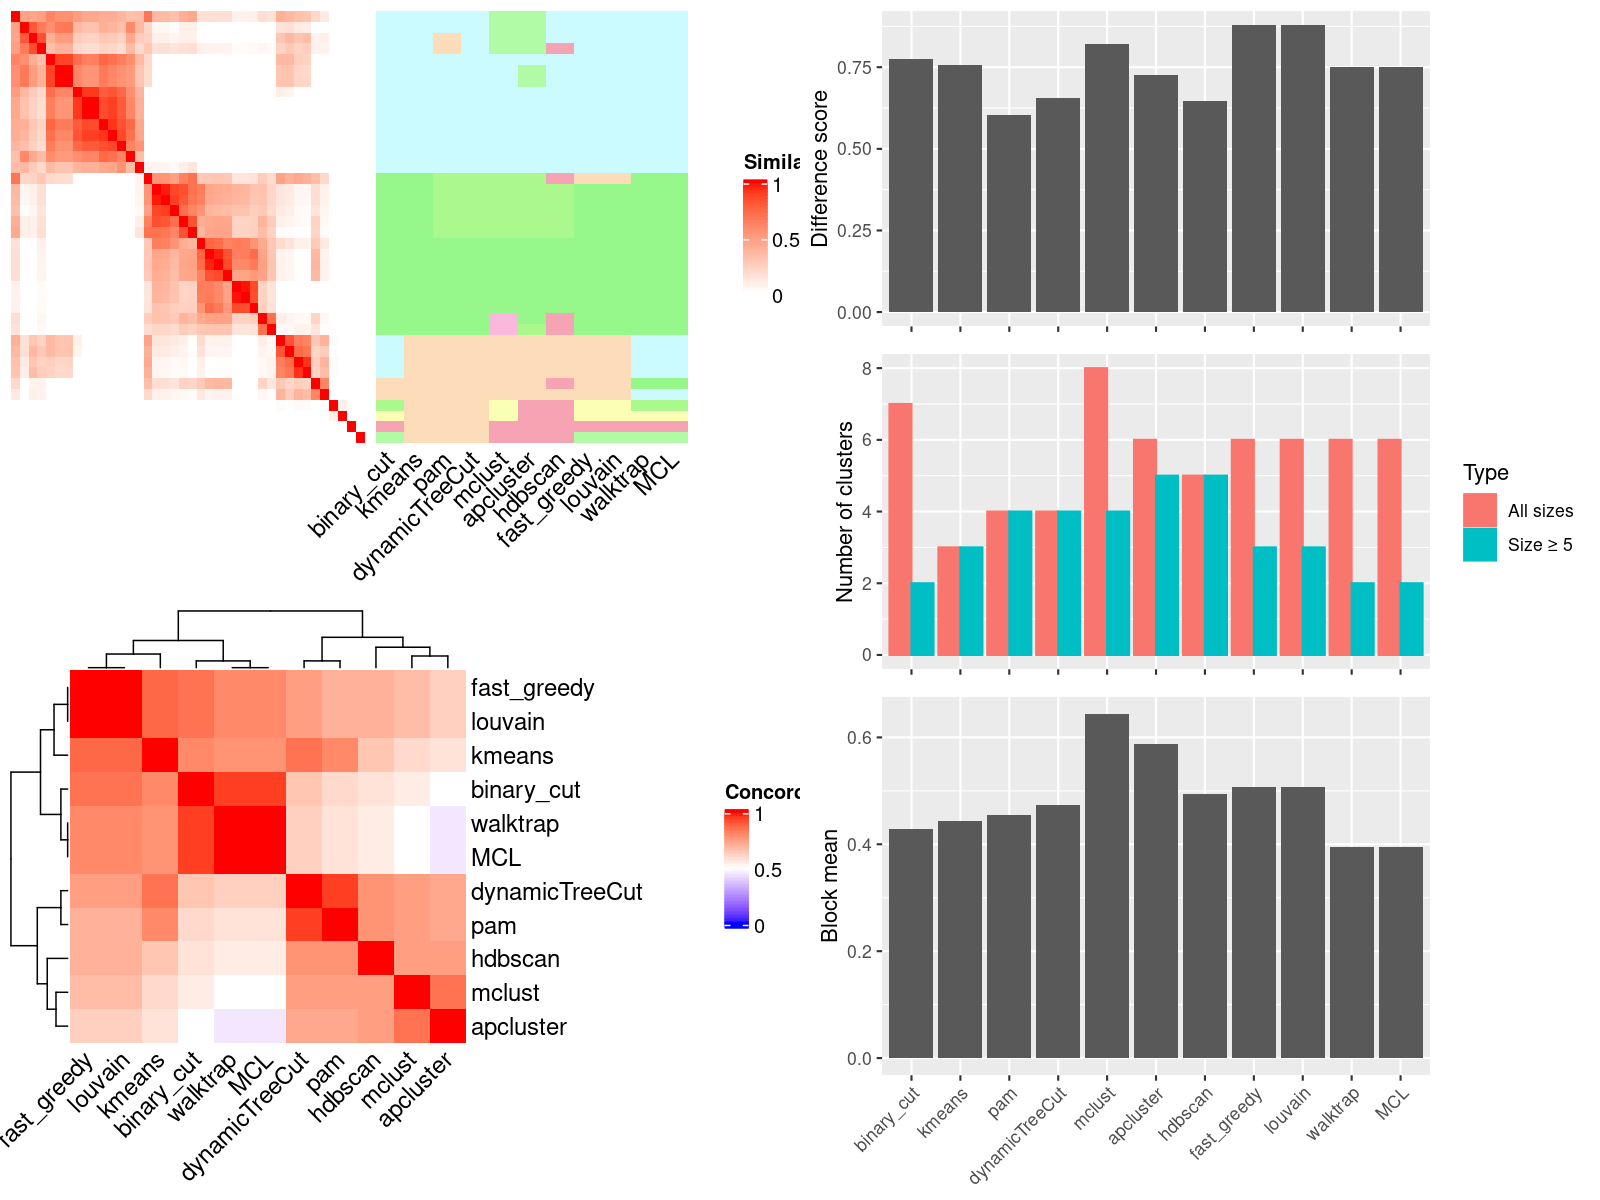 Simila
1
0.5
0
binary_cut
kmeans
pam
dynamicTreeCut
mclust
apcluster
hdbscan
fast_greedy
louvain
walktrap
MCL
fast_greedy
louvain
kmeans
binary_cut
walktrap
MCL
dynamicTreeCut
pam
hdbscan
mclust
apcluster
Concord
1
0.5
0
fast_greedy
louvain
kmeans
binary_cut
walktrap
MCL
dynamicTreeCut
pam
hdbscan
mclust
apcluster
Difference score
0.75
0.50
0.25
0.00
Number of clusters
8
6
4
2
0
Type
All sizes
Size ≥ 5
Block mean
0.6
0.4
0.2
0.0
binary_cut
kmeans
pam
dynamicTreeCut
mclust
apcluster
hdbscan
fast_greedy
louvain
walktrap
MCL